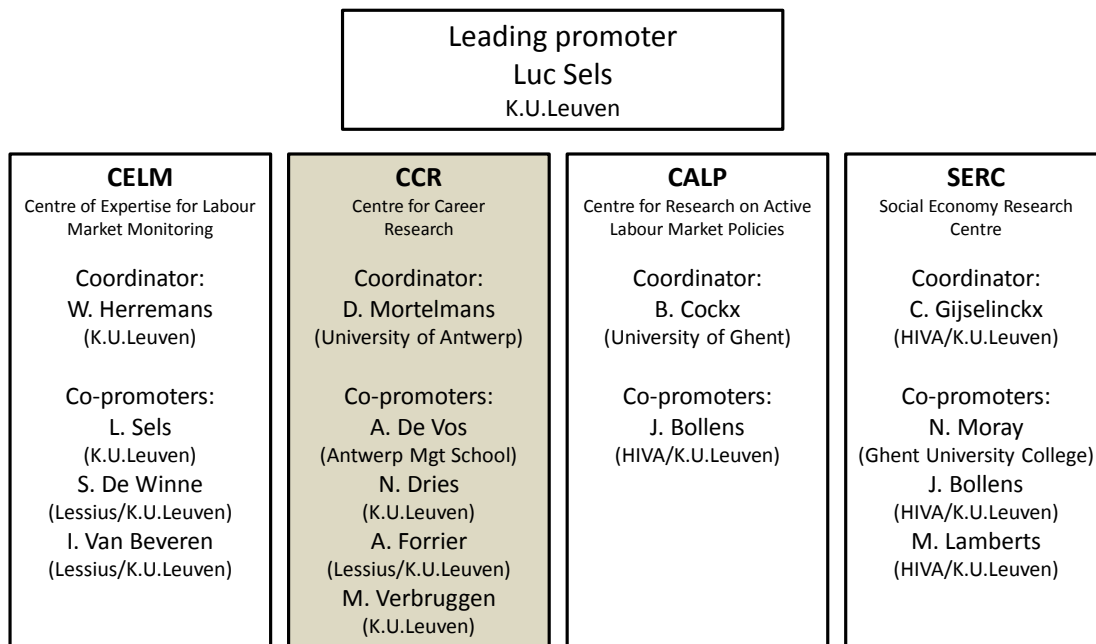 Leading promoter
Luc Sels
K.U.Leuven
CELM
Centre of Expertise for Labour
Market Monitoring
Coordinator:
W. Herremans
(K.U.Leuven)
Co-promoters:
L. Sels
(K.U.Leuven)
S. De Winne
(Lessius/K.U.Leuven)
I. Van Beveren
(Lessius/K.U.Leuven)
CCR
Centre for Career
Research
Coordinator:
D. Mortelmans
(University of Antwerp)
Co-promoters:
A. De Vos
(Antwerp Mgt School)
N. Dries
(K.U.Leuven)
A. Forrier
(Lessius/K.U.Leuven)
M. Verbruggen
(K.U.Leuven)
CALP
Centre for Research on Active
Labour Market Policies
Coordinator:
B. Cockx
(University of Ghent)
Co-promoters:
J. Bollens
(HIVA/K.U.Leuven)
SERC
Social Economy Research
Centre
Coordinator:
C. Gijselinckx
(HIVA/K.U.Leuven)
Co-promoters:
N. Moray
(Ghent University College)
J. Bollens
(HIVA/K.U.Leuven)
M. Lamberts
(HIVA/K.U.Leuven)